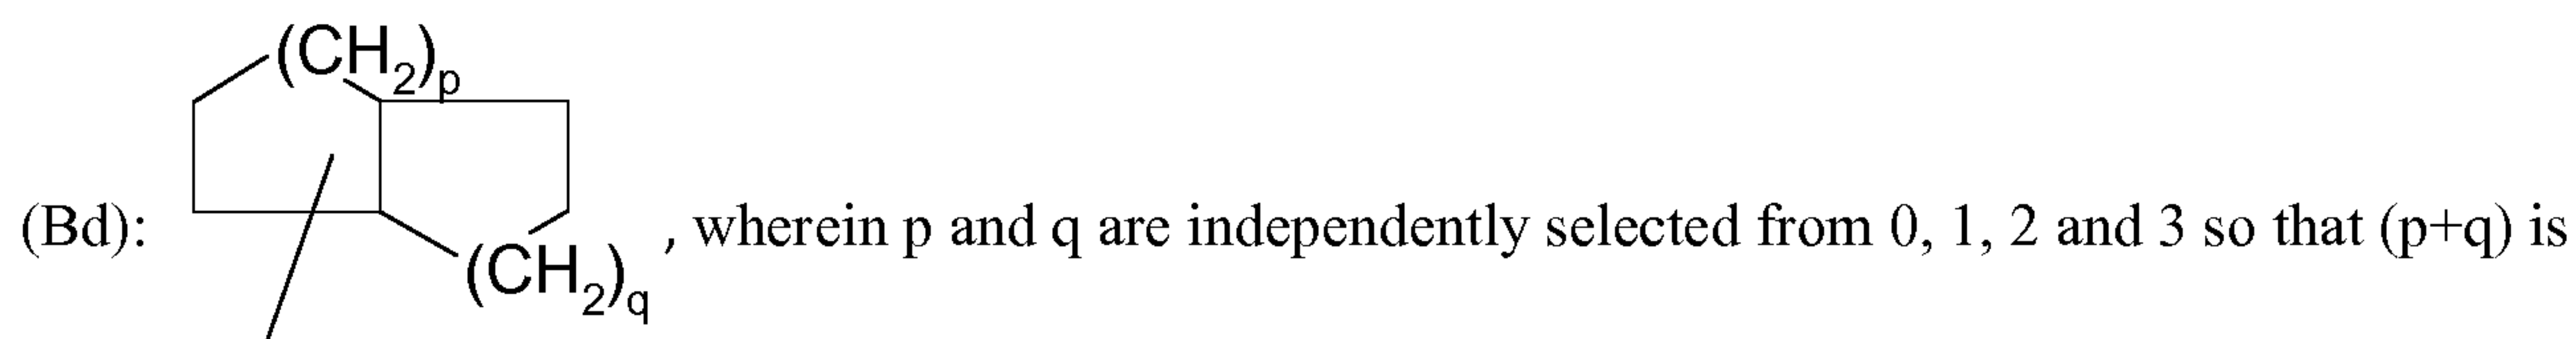 (CH2)p
(Bd): , wherein p and q are independently selected from 0, 1, 2 and 3 so that (p+q) is
(CH2)q